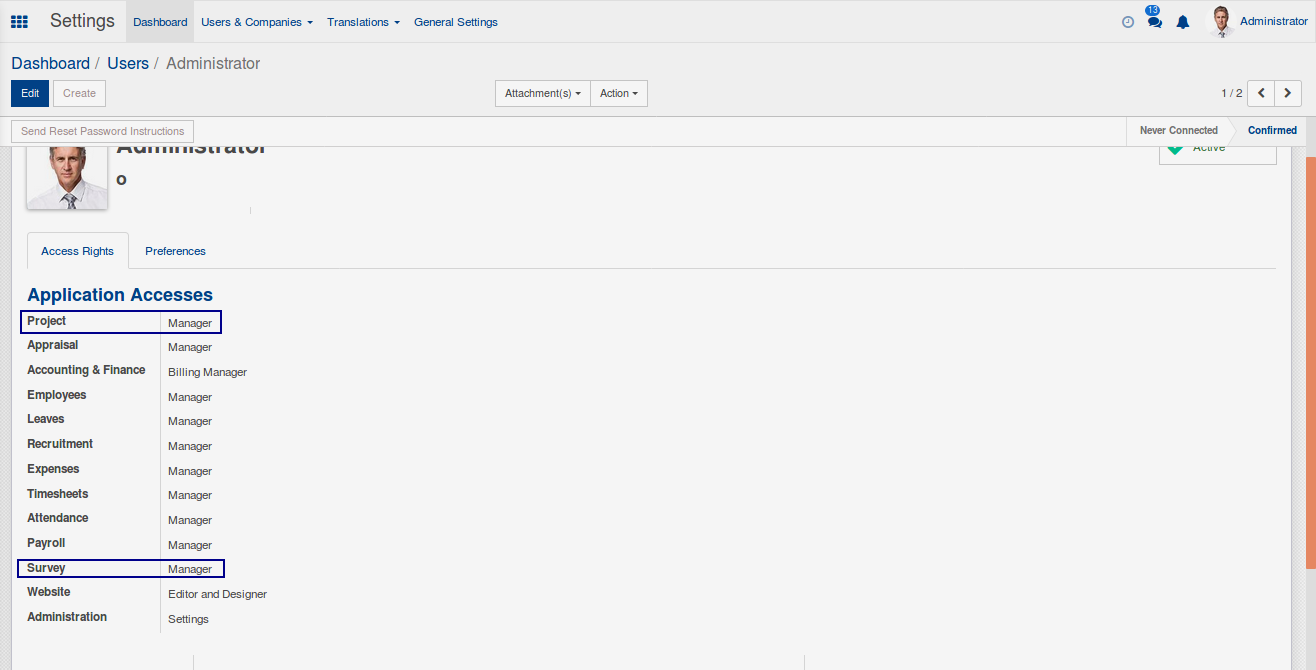 Settings Dashboard Users & Companies Translations General Settings 13 Administrator
Dashboard / Users / Administrator
Edit Create Attachment(s) Action 1 / 2
Send Reset Password Instructions Never Connected Confirmed
Administrator Active
o
Access Rights Preferences
Application Accesses
Project Manager
Appraisal Manager
Accounting & Finance Billing Manager
Employees Manager
Leaves Manager
Recruitment Manager
Expenses Manager
Timesheets Manager
Attendance Manager
Payroll Manager
Survey Manager
Website Editor and Designer
Administration Settings